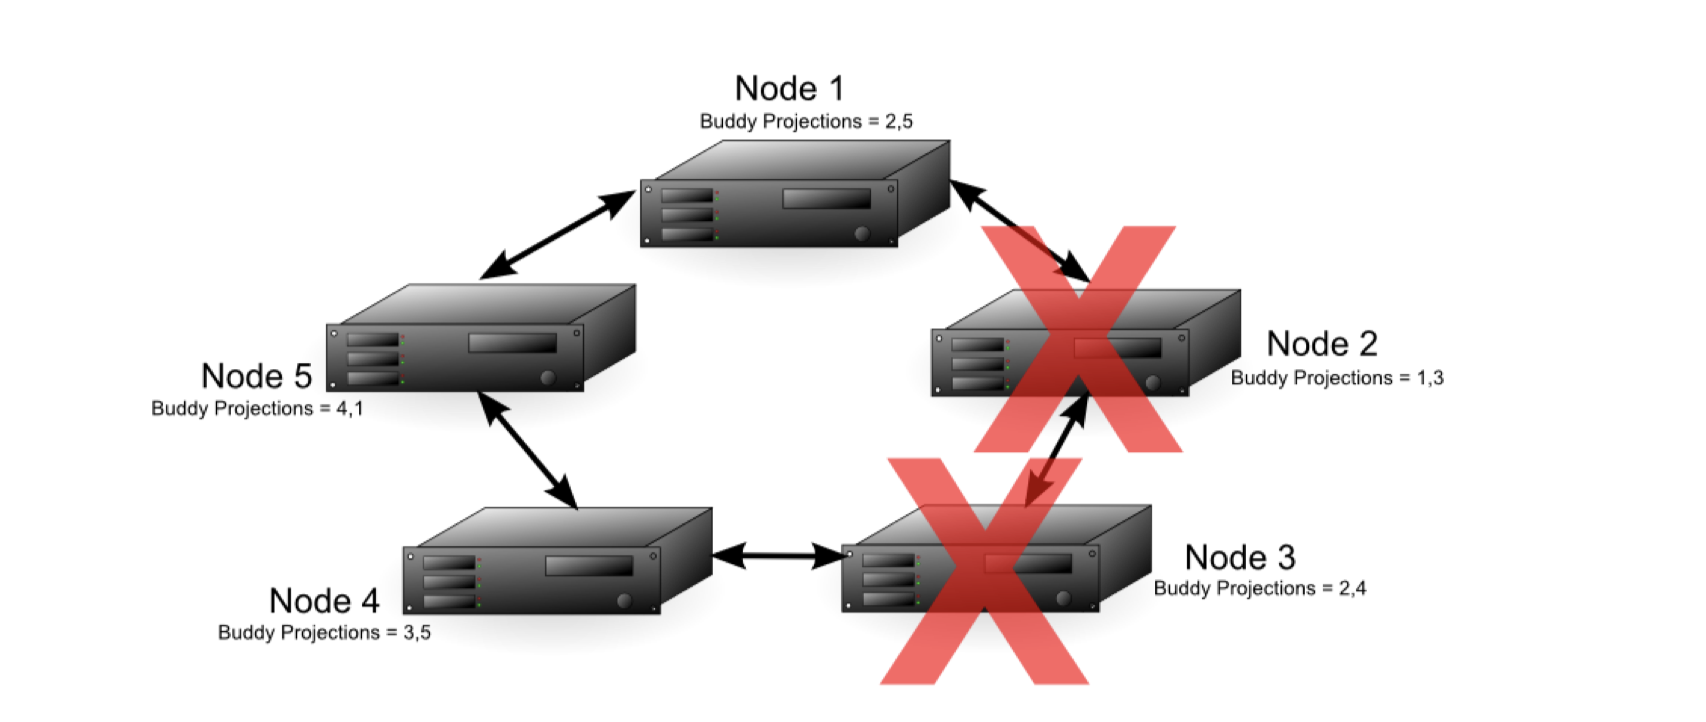 Node 1
Buddy Projections = 2,5
Node 2
Buddy Projections = 1,3
Node 5
Buddy Projections = 4,1
Node 3
Buddy Projections = 2,4
Node 4
Buddy Projections = 3,5